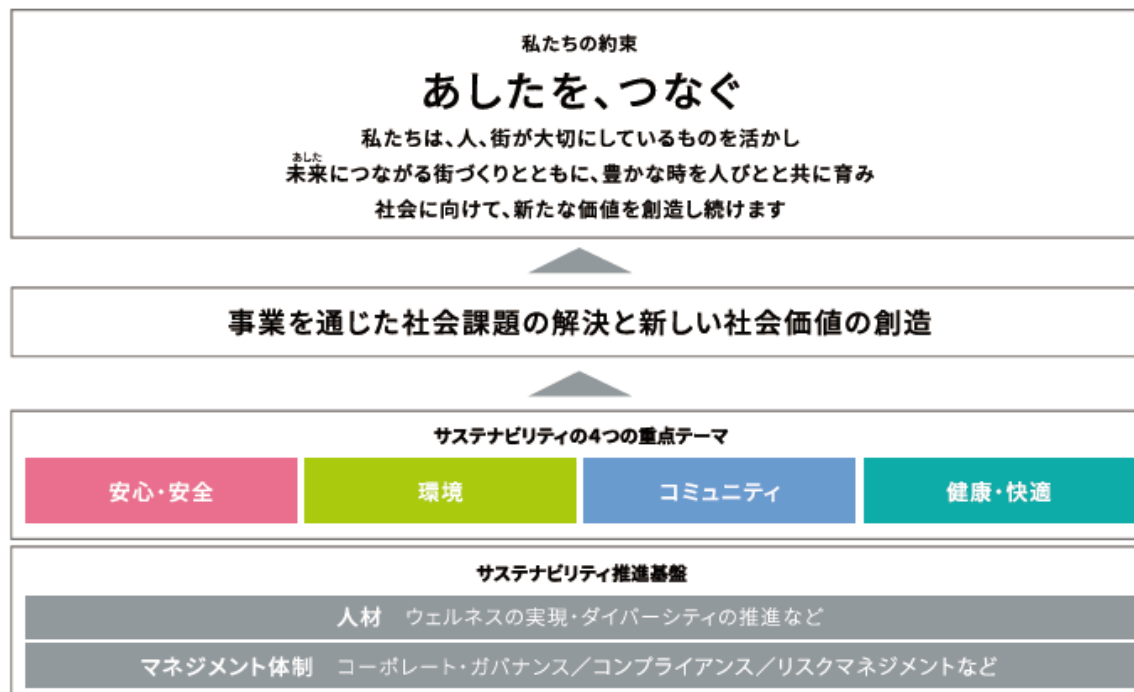 私たちの約束
あしたを、つなぐ
私たちは、人、街が大切にしているものを活かし
あした
未来につながる街づくりとともに、豊かな時を人びとと共に育み
社会に向けて、新たな価値を創造し続けます
事業を通じた社会課題の解決と新しい社会価値の創造
サステナビリティの4つの重点テーマ
安心・安全 環境 コミュニティ 健康・快適
サステナビリティ推進基盤
人材 ウェルネスの実現・ダイバーシティの推進など
マネジメント体制 コーポレート・ガバナンス／コンプライアンス／リスクマネジメントなど